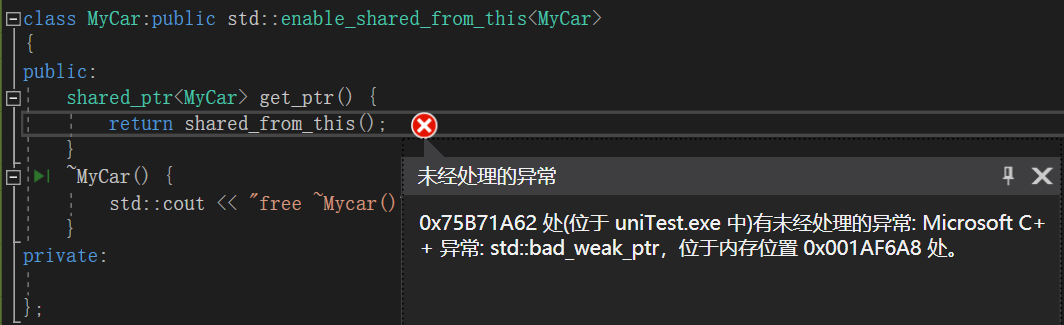 class MyCar:public std::enable_shared_from_this<MyCar>
{
public:
    shared_ptr<MyCar> get_ptr() {
        return shared_from_this();
    }
    ~MyCar() {
        std::cout << "free ~Mycar()
    }
private:
};
未经处理的异常
0x75B71A62 处(位于 uniTest.exe 中)有未经处理的异常: Microsoft C+
+ 异常: std::bad_weak_ptr，位于内存位置 0x001AF6A8 处。